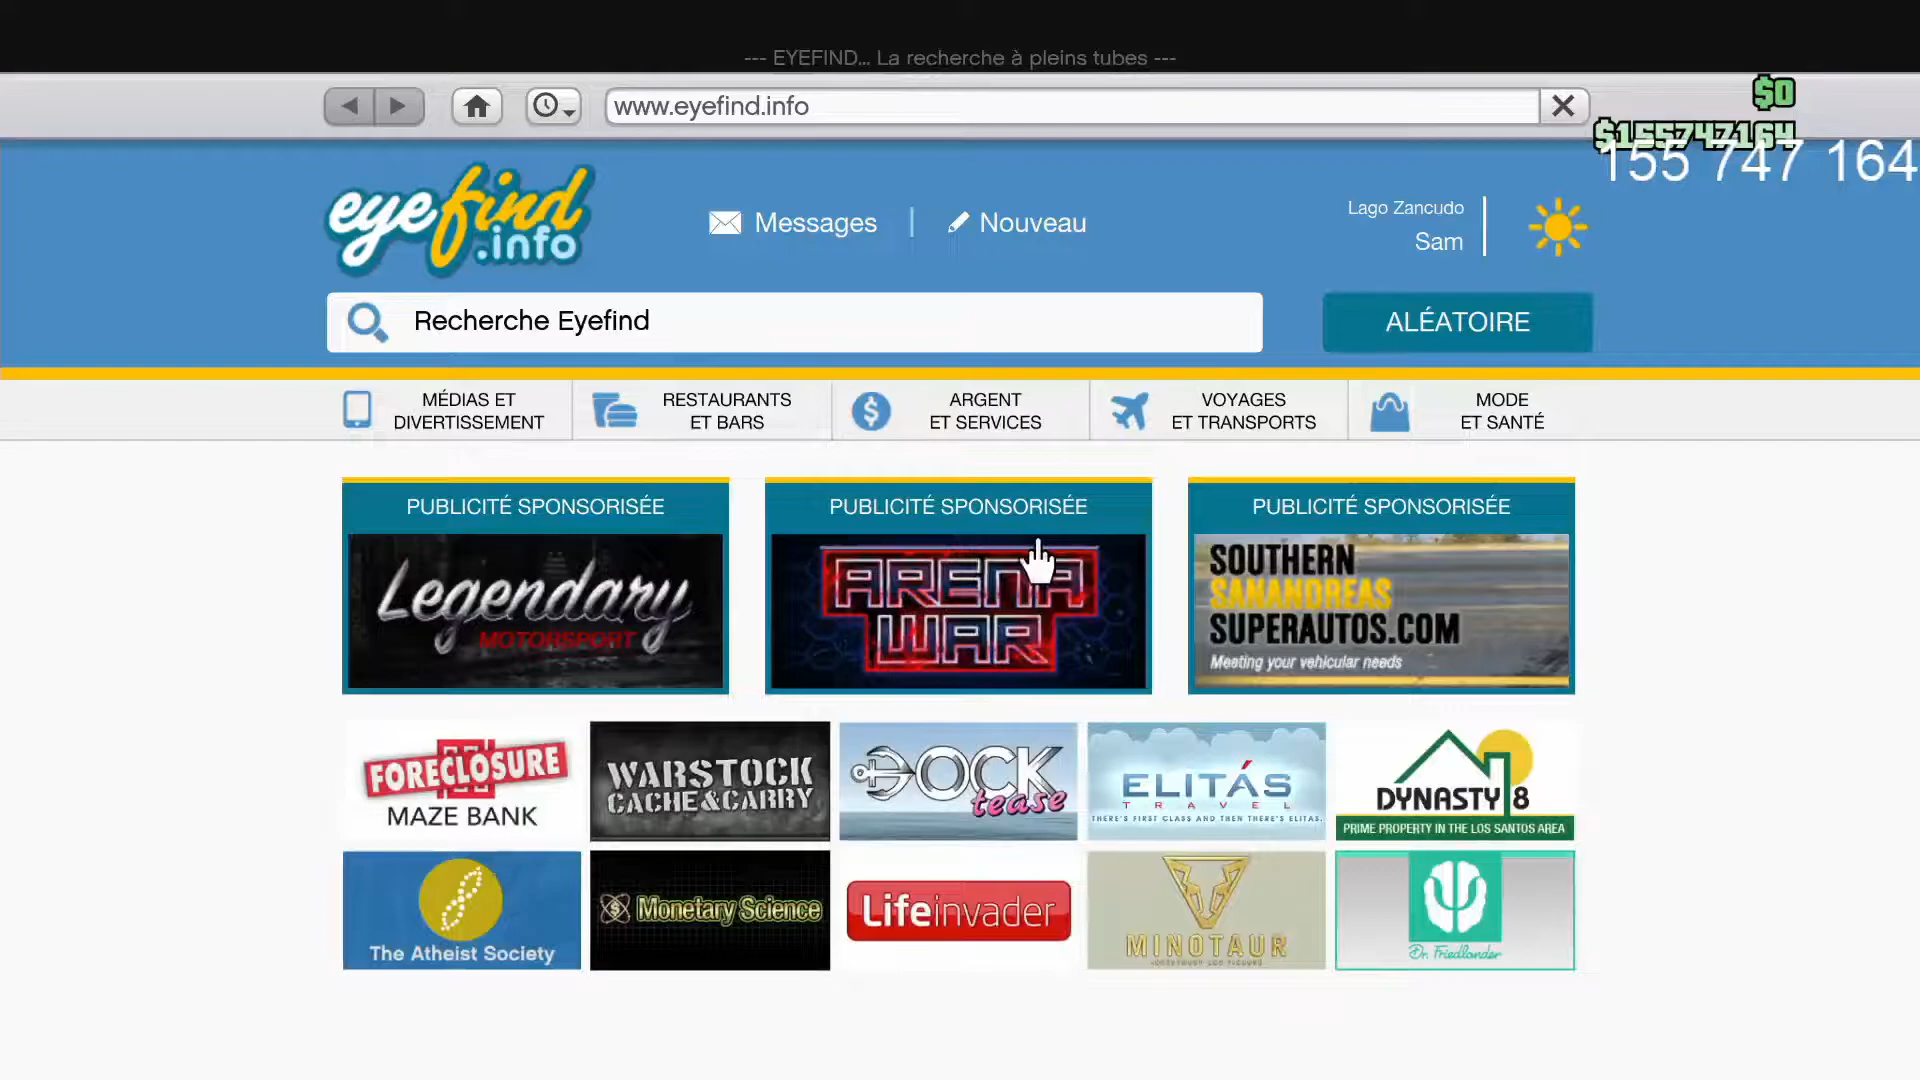 --- EYEFIND... La recherche à pleins tubes ---
www.eyefind.info
$0
$155747164
155 747 164
eyefind.info
Messages
Nouveau
Lago Zancudo
Sam
Recherche Eyefind
ALÉATOIRE
MÉDIAS ET
DIVERTISSEMENT
RESTAURANTS
ET BARS
ARGENT
ET SERVICES
VOYAGES
ET TRANSPORTS
MODE
ET SANTÉ
PUBLICITÉ SPONSORISÉE
Legendary
MOTORSPORT
PUBLICITÉ SPONSORISÉE
ARENA
WAR
PUBLICITÉ SPONSORISÉE
SOUTHERN
SANANDREAS
SUPERAUTOS.COM
Meeting your vehicular needs
FORECLOSURE
MAZE BANK
WARSTOCK
CACHE&CARRY
DOCK
tease
ELITÁS
TRAVEL
THERE'S FIRST CLASS AND THEN THERE'S ELITAS.
DYNASTY 8
PRIME PROPERTY IN THE LOS SANTOS AREA
The Atheist Society
Monetary Science
Lifeinvader
MINOTAUR
Dr. Friedlander